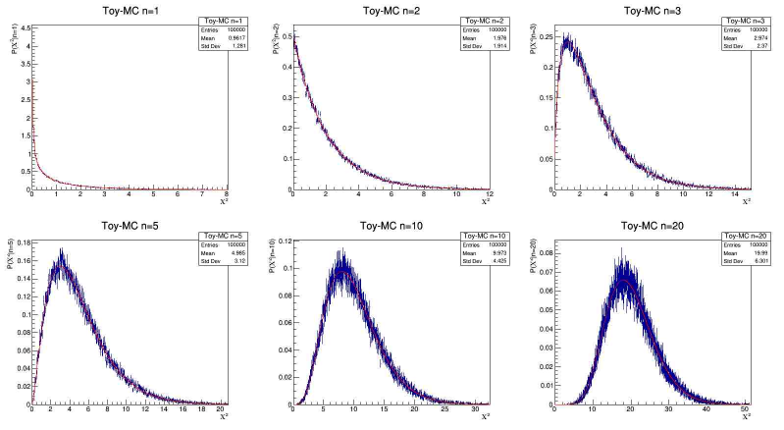 Toy-MC n=1
Toy-MC n=1
Entries 100000
Mean 0.9617
Std Dev 1.281
P(X²|n=1)
4.5
4
3.5
3
2.5
2
1.5
1
0.5
0
0 1 2 3 4 5 6 7 8
X²
Toy-MC n=2
Toy-MC n=2
Entries 100000
Mean 1.976
Std Dev 1.914
P(X²|n=2)
0.5
0.4
0.3
0.2
0.1
0
0 2 4 6 8 10 12
X²
Toy-MC n=3
Toy-MC n=3
Entries 100000
Mean 2.974
Std Dev 2.37
P(X²|n=3)
0.25
0.2
0.15
0.1
0.05
0
0 2 4 6 8 10 12 14
X²
Toy-MC n=5
Toy-MC n=5
Entries 100000
Mean 4.985
Std Dev 3.12
P(X²|n=5)
0.18
0.16
0.14
0.12
0.1
0.08
0.06
0.04
0.02
0
0 2 4 6 8 10 12 14 16 18 20
X²
Toy-MC n=10
Toy-MC n=10
Entries 100000
Mean 9.973
Std Dev 4.425
P(X²|n=10)
0.12
0.1
0.08
0.06
0.04
0.02
0
0 5 10 15 20 25 30
X²
Toy-MC n=20
Toy-MC n=20
Entries 100000
Mean 19.99
Std Dev 6.301
P(X²|n=20)
0.08
0.07
0.06
0.05
0.04
0.03
0.02
0.01
0
10 20 30 40 50
X²